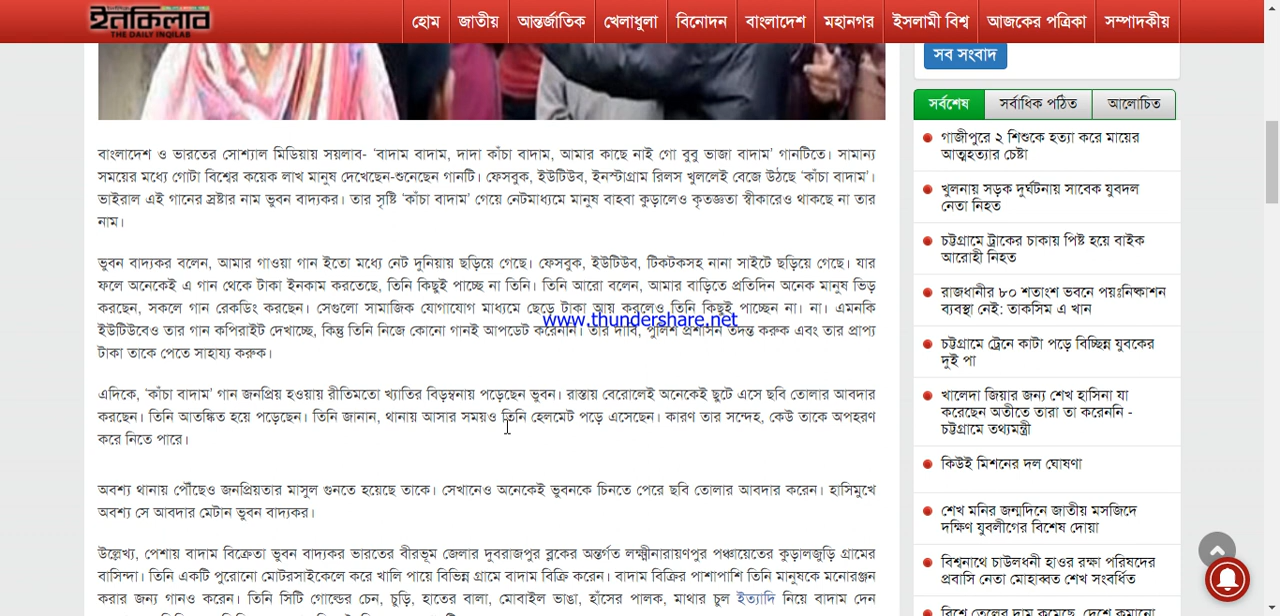 ইনকিলাব
THE DAILY INQILAB
হোম জাতীয় আন্তর্জাতিক খেলাধুলা বিনোদন বাংলাদেশ মহানগর ইসলামী বিশ্ব আজকের পত্রিকা সম্পাদকীয়
বাংলাদেশ ও ভারতের সোশ্যাল মিডিয়ায় সয়লাব- ‘বাদাম বাদাম, দাদা কাঁচা বাদাম, আমার কাছে নাই গো বুবু ভাজা বাদাম’ গানটিতে। সামান্য
সময়ের মধ্যে গোটা বিশ্বের কয়েক লাখ মানুষ দেখেছেন-শুনেছেন গানটি। ফেসবুক, ইউটিউব, ইনস্টাগ্রাম রিলস খুললেই বেজে উঠছে ‘কাঁচা বাদাম’।
ভাইরাল এই গানের স্রষ্টার নাম ভুবন বাদ্যকর। তার সৃষ্টি ‘কাঁচা বাদাম’ গেয়ে নেটমাধ্যমে মানুষ বাহবা কুড়ালেও কৃতজ্ঞতা স্বীকারেও থাকছে না তার
নাম।
ভুবন বাদ্যকর বলেন, আমার গাওয়া গান ইতো মধ্যে নেট দুনিয়ায় ছড়িয়ে গেছে। ফেসবুক, ইউটিউব, টিকটকসহ নানা সাইটে ছড়িয়ে গেছে। যার
ফলে অনেকেই এ গান থেকে টাকা ইনকাম করতেছে, তিনি কিছুই পাচ্ছে না তিনি। তিনি আরো বলেন, আমার বাড়িতে প্রতিদিন অনেক মানুষ ভিড়
করছেন, সকলে গান রেকডিং করছেন। সেগুলো সামাজিক যোগাযোগ মাধ্যমে ছেড়ে টাকা আয় করলেও তিনি কিছুই পাচ্ছেন না। না। এমনকি
www.thundershare.net
ইউটিউবেও তার গান কপিরাইট দেখাচ্ছে, কিন্তু তিনি নিজে কোনো গানই আপডেট করেননি। তার দাবি, পুলিশ প্রশাসন তদন্ত করুক এবং তার প্রাপ্য
টাকা তাকে পেতে সাহায্য করুক।
এদিকে, ‘কাঁচা বাদাম’ গান জনপ্রিয় হওয়ায় রীতিমতো খ্যাতির বিড়ম্বনায় পড়েছেন ভুবন। রাস্তায় বেরোলেই অনেকেই ছুটে এসে ছবি তোলার আবদার
করছেন। তিনি আতঙ্কিত হয়ে পড়েছেন। তিনি জানান, থানায় আসার সময়ও তিনি হেলমেট পড়ে এসেছেন। কারণ তার সন্দেহ, কেউ তাকে অপহরণ
করে নিতে পারে।
অবশ্য থানায় পৌঁছেও জনপ্রিয়তার মাসুল গুনতে হয়েছে তাকে। সেখানেও অনেকেই ভুবনকে চিনতে পেরে ছবি তোলার আবদার করেন। হাসিমুখে
অবশ্য সে আবদার মেটান ভুবন বাদ্যকর।
উল্লেখ্য, পেশায় বাদাম বিক্রেতা ভুবন বাদ্যকর ভারতের বীরভূম জেলার দুবরাজপুর ব্লকের অন্তর্গত লক্ষ্মীনারায়ণপুর পঞ্চায়েতের কুড়ালজুড়ি গ্রামের
বাসিন্দা। তিনি একটি পুরোনো মোটরসাইকেলে করে খালি পায়ে বিভিন্ন গ্রামে বাদাম বিক্রি করেন। বাদাম বিক্রির পাশাপাশি তিনি মানুষকে মনোরঞ্জন
করার জন্য গানও করেন। তিনি সিটি গোল্ডের চেন, চুড়ি, হাতের বালা, মোবাইল ভাঙা, হাঁসের পালক, মাথার চুল ইত্যাদি নিয়ে বাদাম দেন
সব সংবাদ
সর্বশেষ সর্বাধিক পঠিত আলোচিত
গাজীপুরে ২ শিশুকে হত্যা করে মায়ের
আত্মহত্যার চেষ্টা
খুলনায় সড়ক দুর্ঘটনায় সাবেক যুবদল
নেতা নিহত
চট্টগ্রামে ট্রাকের চাকায় পিষ্ট হয়ে বাইক
আরোহী নিহত
রাজধানীর ৮০ শতাংশ ভবনে পয়ঃনিষ্কাশন
ব্যবস্থা নেই: তাকসিম এ খান
চট্টগ্রামে ট্রেনে কাটা পড়ে বিচ্ছিন্ন যুবকের
দুই পা
খালেদা জিয়ার জন্য শেখ হাসিনা যা
করেছেন অতীতে তারা তা করেননি -
চট্টগ্রামে তথ্যমন্ত্রী
কিউই মিশনের দল ঘোষণা
শেখ মনির জন্মদিনে জাতীয় মসজিদে
দক্ষিণ যুবলীগের বিশেষ দোয়া
বিশ্বনাথে চাউলধনী হাওর রক্ষা পরিষদের
প্রবাসি নেতা মোহাব্বত শেখ সংবর্ধিত